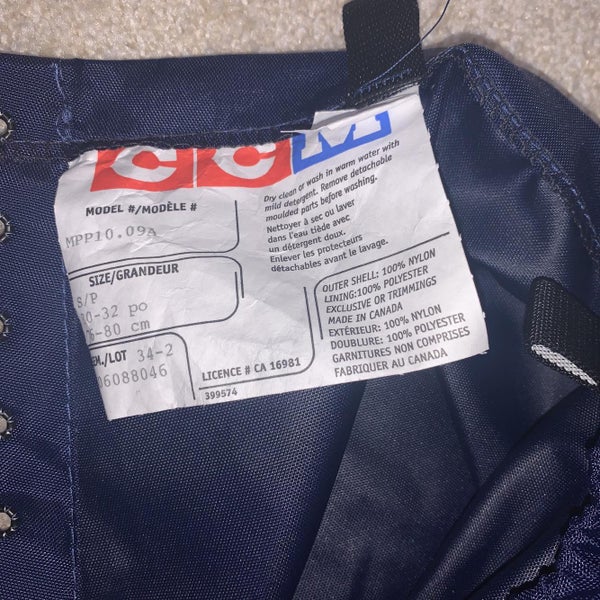 CCM
MODEL #/MODÈLE #
MPP10.09A
SIZE/GRANDEUR
S/P
0-32 po
6-80 cm
EM./LOT 34-2
06088046
Dry clean or wash in warm water with
mild detergent. Remove detachable
moulded parts before washing.
Nettoyer à sec ou laver
dans l'eau tiède avec
un détergent doux.
Enlever les protecteurs
détachables avant le lavage.
OUTER SHELL: 100% NYLON
LINING:100% POLYESTER
EXCLUSIVE OR TRIMMINGS
MADE IN CANADA
EXTÉRIEUR: 100% NYLON
DOUBLURE: 100% POLYESTER
GARNITURES NON COMPRISES
FABRIQUER AU CANADA
LICENCE # CA 16981
399574